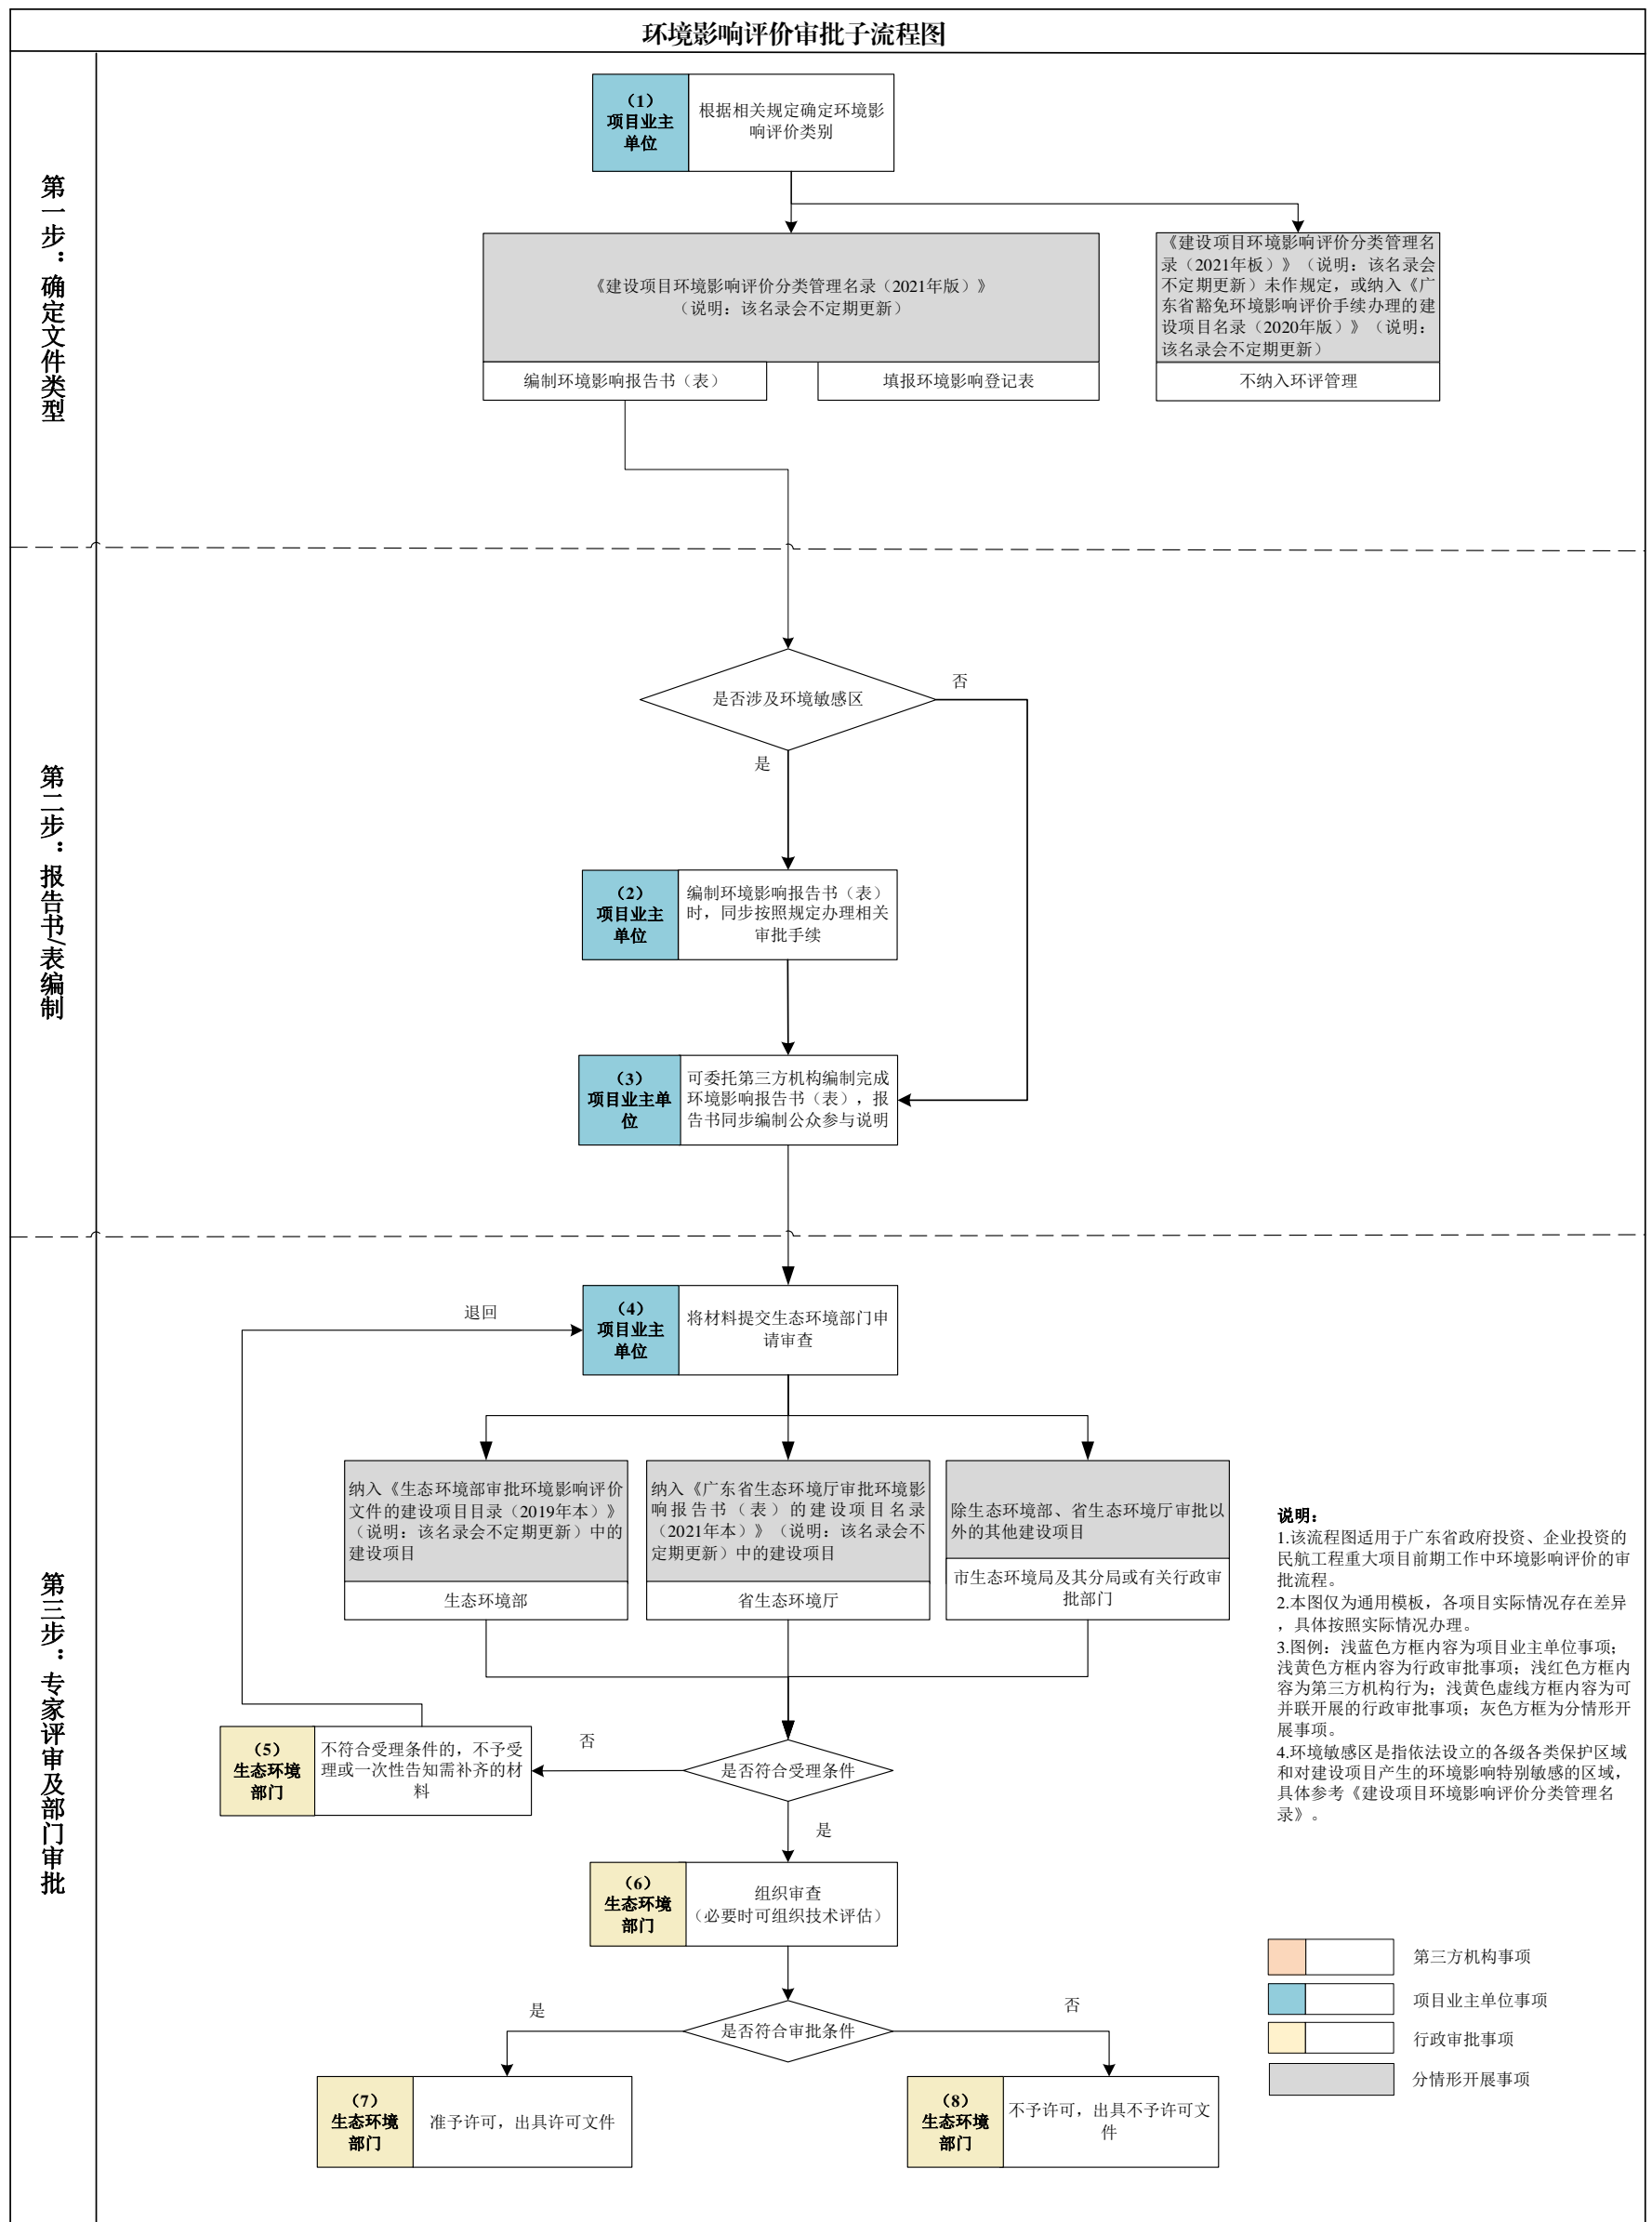 环境影响评价审批子流程图
第一步：确定文件类型
（1）
项目业主
单位
根据相关规定确定环境影
响评价类别
《建设项目环境影响评价分类管理名录（2021年版）》
（说明：该名录会不定期更新）
编制环境影响报告书（表）
填报环境影响登记表
《建设项目环境影响评价分类管理名
录（2021年板）》（说明：该名录会
不定期更新）未作规定，或纳入《广
东省豁免环境影响评价手续办理的建
设项目名录（2020年版）》（说明：
该名录会不定期更新）
不纳入环评管理
第二步：报告书/表编制
是否涉及环境敏感区
否
是
（2）
项目业主
单位
编制环境影响报告书（表）
时，同步按照规定办理相关
审批手续
（3）
项目业主单
位
可委托第三方机构编制完成
环境影响报告书（表），报
告书同步编制公众参与说明
第三步：专家评审及部门审批
退回
（4）
项目业主
单位
将材料提交生态环境部门申
请审查
纳入《生态环境部审批环境影响评价
文件的建设项目目录（2019年本）》
（说明：该名录会不定期更新）中的
建设项目
生态环境部
纳入《广东省生态环境厅审批环境影
响报告书（表）的建设项目名录
（2021年本）》（说明：该名录会不
定期更新）中的建设项目
省生态环境厅
除生态环境部、省生态环境厅审批以
外的其他建设项目
市生态环境局及其分局或有关行政审
批部门
（5）
生态环境
部门
不符合受理条件的，不予受
理或一次性告知需补齐的材
料
否
是否符合受理条件
是
（6）
生态环境
部门
组织审查
（必要时可组织技术评估）
是
是否符合审批条件
否
（7）
生态环境
部门
准予许可，出具许可文件
（8）
生态环境
部门
不予许可，出具不予许可文
件
说明：
1.该流程图适用于广东省政府投资、企业投资的
民航工程重大项目前期工作中环境影响评价的审
批流程。
2.本图仅为通用模板，各项目实际情况存在差异
，具体按照实际情况办理。
3.图例：浅蓝色方框内容为项目业主单位事项；
浅黄色方框内容为行政审批事项；浅红色方框内
容为第三方机构行为；浅黄色虚线方框内容为可
并联开展的行政审批事项；灰色方框为分情形开
展事项。
4.环境敏感区是指依法设立的各级各类保护区域
和对建设项目产生的环境影响特别敏感的区域，
具体参考《建设项目环境影响评价分类管理名
录》。
第三方机构事项
项目业主单位事项
行政审批事项
分情形开展事项